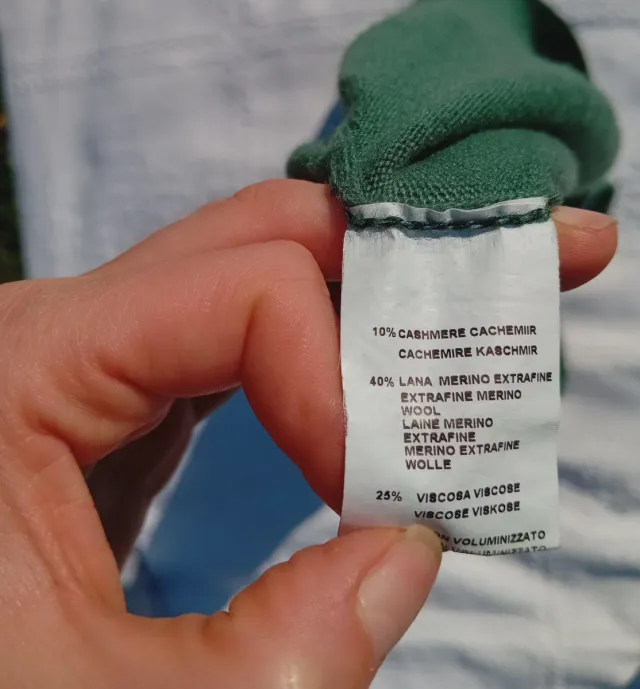 10% CASHMERE CACHEMIIR
CACHEMIRE KASCHMIR
40% LANA MERINO EXTRAFINE
EXTRAFINE MERINO
WOOL
LAINE MERINO
EXTRAFINE
MERINO EXTRAFINE
WOLLE
25% VISCOSA VISCOSE
VISCOSE VISKOSE
VOLUMINIZZATO